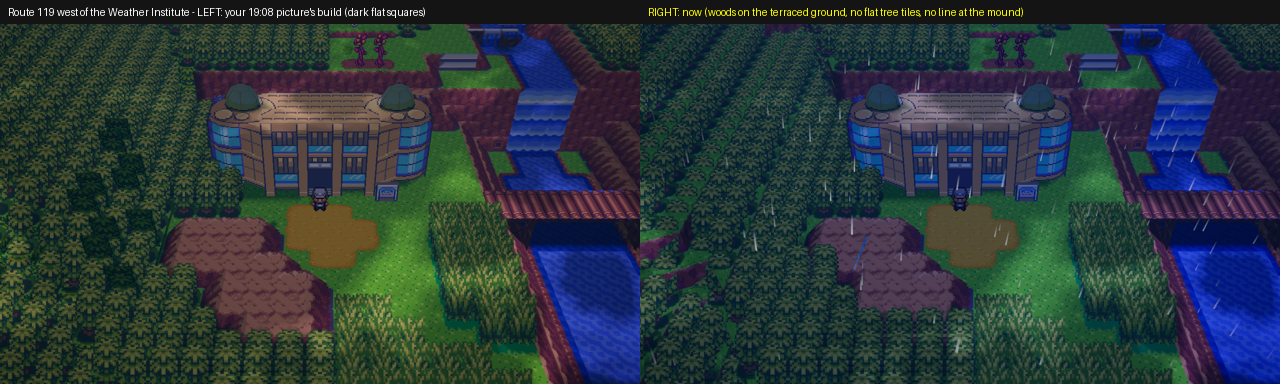 Route 119 west of the Weather Institute - LEFT: your 19:08 picture's build (dark flat squares)
RIGHT: now (woods on the terraced ground, no flat tree tiles, no line at the mound)